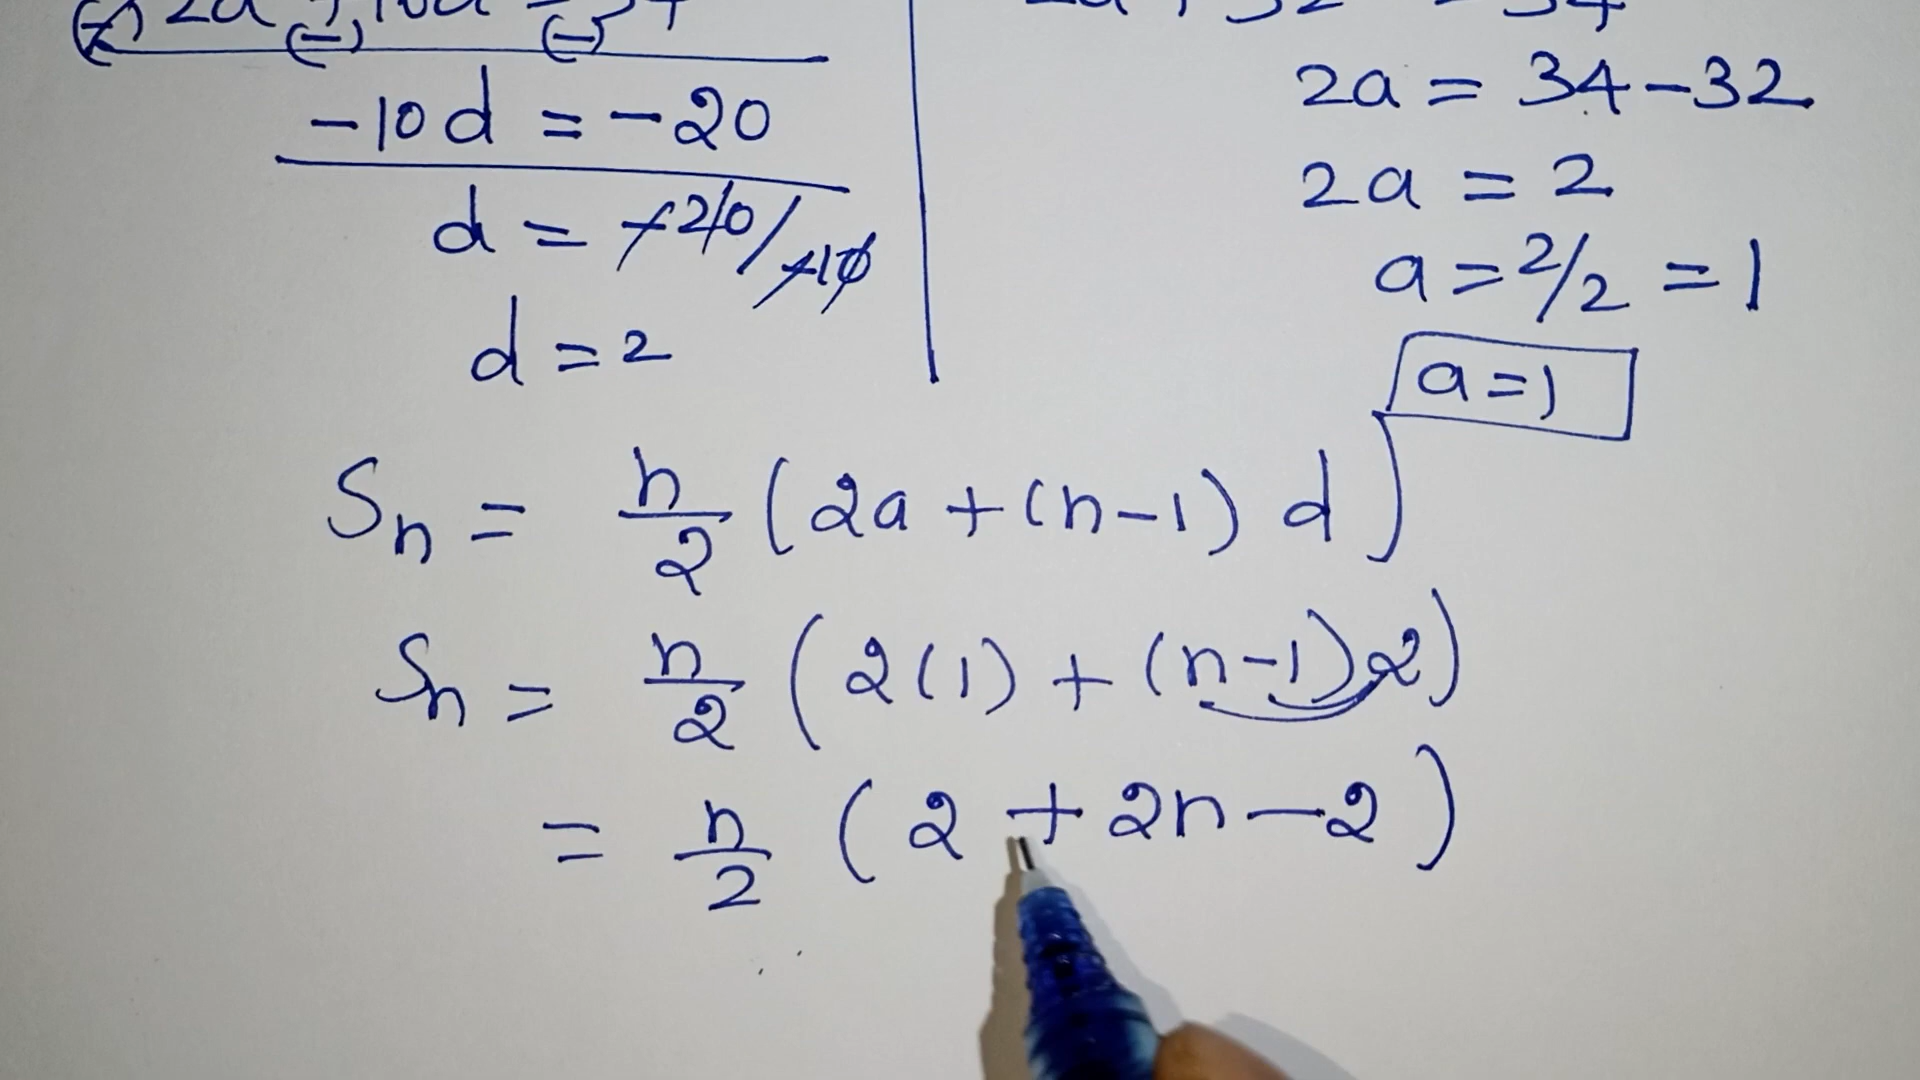 -10d = -20
d = -20/-10
d = 2
2a = 34-32
2a = 2
a = 2/2 = 1
a = 1
Sn = n/2 (2a + (n-1) d)
Sn = n/2 (2(1) + (n-1)2)
= n/2 (2 + 2n - 2)